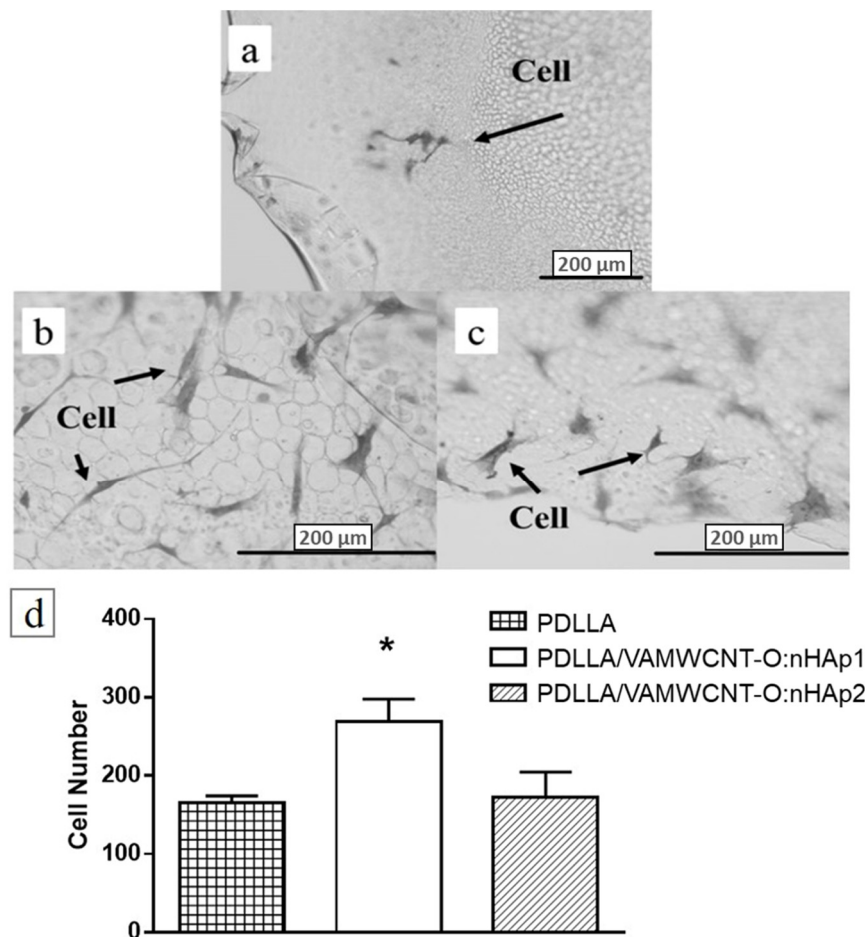 a
Cell
200 µm
b
Cell
200 µm
c
Cell
200 µm
d
400
300
200
100
0
Cell Number
*
PDLLA
PDLLA/VAMWCNT-O:nHAp1
PDLLA/VAMWCNT-O:nHAp2